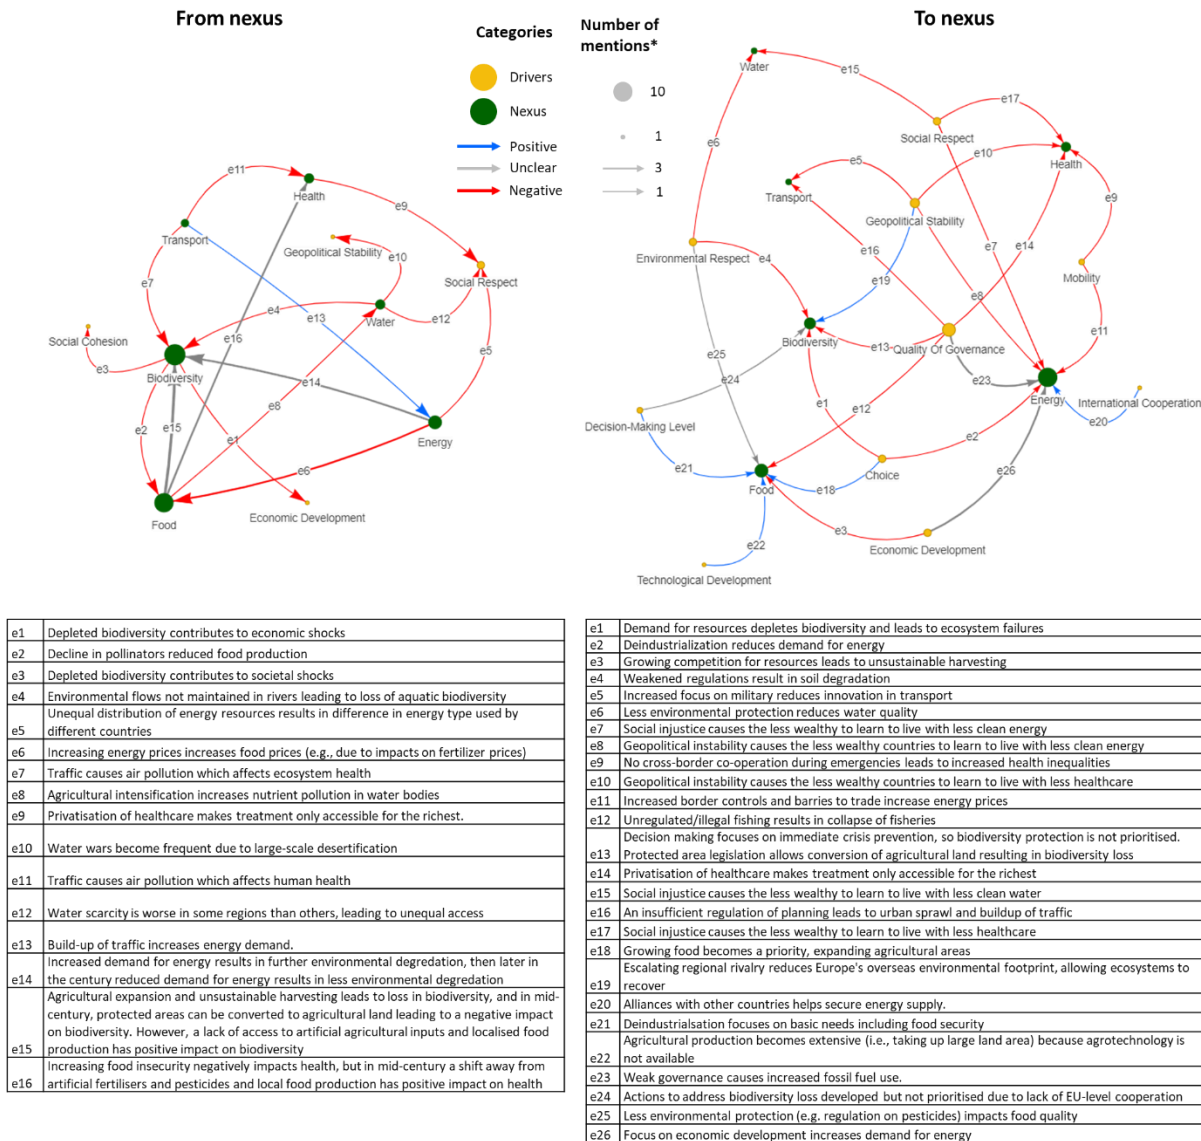 From nexus
To nexus
Categories
Number of
mentions*
Drivers
Nexus
Positive
Unclear
Negative
10
1
3
1
e11
Health
Transport
e9
Geopolitical Stability
e10
Social Respect
e7
e4
e13
Water
e12
Social Cohesion
e16
e3
Biodiversity
e14
e5
e8
e2
e15
e1
Energy
e6
Food
Economic Development
Water
e15
e17
Social Respect
e6
e10
Health
e5
Transport
Geopolitical Stability
e9
e16
e7
e14
Environmental Respect
e4
e19
Mobility
e8
Biodiversity
e13
Quality Of Governance
e11
e25
e24
e23
Energy
International Cooperation
e1
e12
e20
Decision-Making Level
e2
e21
Food
e18
Choice
e26
e3
e22
Economic Development
Technological Development
e1 Depleted biodiversity contributes to economic shocks
e2 Decline in pollinators reduced food production
e3 Depleted biodiversity contributes to societal shocks
e4 Environmental flows not maintained in rivers leading to loss of aquatic biodiversity
Unequal distribution of energy resources results in difference in energy type used by
e5 different countries
e6 Increasing energy prices increases food prices (e.g., due to impacts on fertilizer prices)
e7 Traffic causes air pollution which affects ecosystem health
e8 Agricultural intensification increases nutrient pollution in water bodies
e9 Privatisation of healthcare makes treatment only accessible for the richest.
e10 Water wars become frequent due to large-scale desertification
e11 Traffic causes air pollution which affects human health
e12 Water scarcity is worse in some regions than others, leading to unequal access
e13 Build-up of traffic increases energy demand.
Increased demand for energy results in further environmental degradation, then later in
e14 the century reduced demand for energy results in less environmental degredation
Agricultural expansion and unsustainable harvesting leads to loss in biodiversity, and in mid-
century, protected areas can be converted to agricultural land leading to a negative impact
on biodiversity. However, a lack of access to artificial agricultural inputs and localised food
e15 production has positive impact on biodiversity
Increasing food insecurity negatively impacts health, but in mid-century a shift away from
e16 artificial fertilisers and pesticides and local food production has positive impact on health
e1 Demand for resources depletes biodiversity and leads to ecosystem failures
e2 Deindustrialization reduces demand for energy
e3 Growing competition for resources leads to unsustainable harvesting
e4 Weakened regulations result in soil degradation
e5 Increased focus on military reduces innovation in transport
e6 Less environmental protection reduces water quality
e7 Social injustice causes the less wealthy to learn to live with less clean energy
e8 Geopolitical instability causes the less wealthy countries to learn to live with less clean energy
e9 No cross-border co-operation during emergencies leads to increased health inequalities
e10 Geopolitical instability causes the less wealthy countries to learn to live with less healthcare
e11 Increased border controls and barries to trade increase energy prices
e12 Unregulated/illegal fishing results in collapse of fisheries
Decision making focuses on immediate crisis prevention, so biodiversity protection is not prioritised.
e13 Protected area legislation allows conversion of agricultural land resulting in biodiversity loss
e14 Privatisation of healthcare makes treatment only accessible for the richest
e15 Social injustice causes the less wealthy to learn to live with less clean water
e16 An insufficient regulation of planning leads to urban sprawl and buildup of traffic
e17 Social injustice causes the less wealthy to learn to live with less healthcare
e18 Growing food becomes a priority, expanding agricultural areas
Escalating regional rivalry reduces Europe's overseas environmental footprint, allowing ecosystems to
e19 recover
e20 Alliances with other countries helps secure energy supply.
e21 Deindustrialsation focuses on basic needs including food security
Agricultural production becomes extensive (i.e., taking up large land area) because agrotechnology is
e22 not available
e23 Weak governance causes increased fossil fuel use.
e24 Actions to address biodiversity loss developed but not prioritised due to lack of EU-level cooperation
e25 Less environmental protection (e.g. regulation on pesticides) impacts food quality
e26 Focus on economic development increases demand for energy